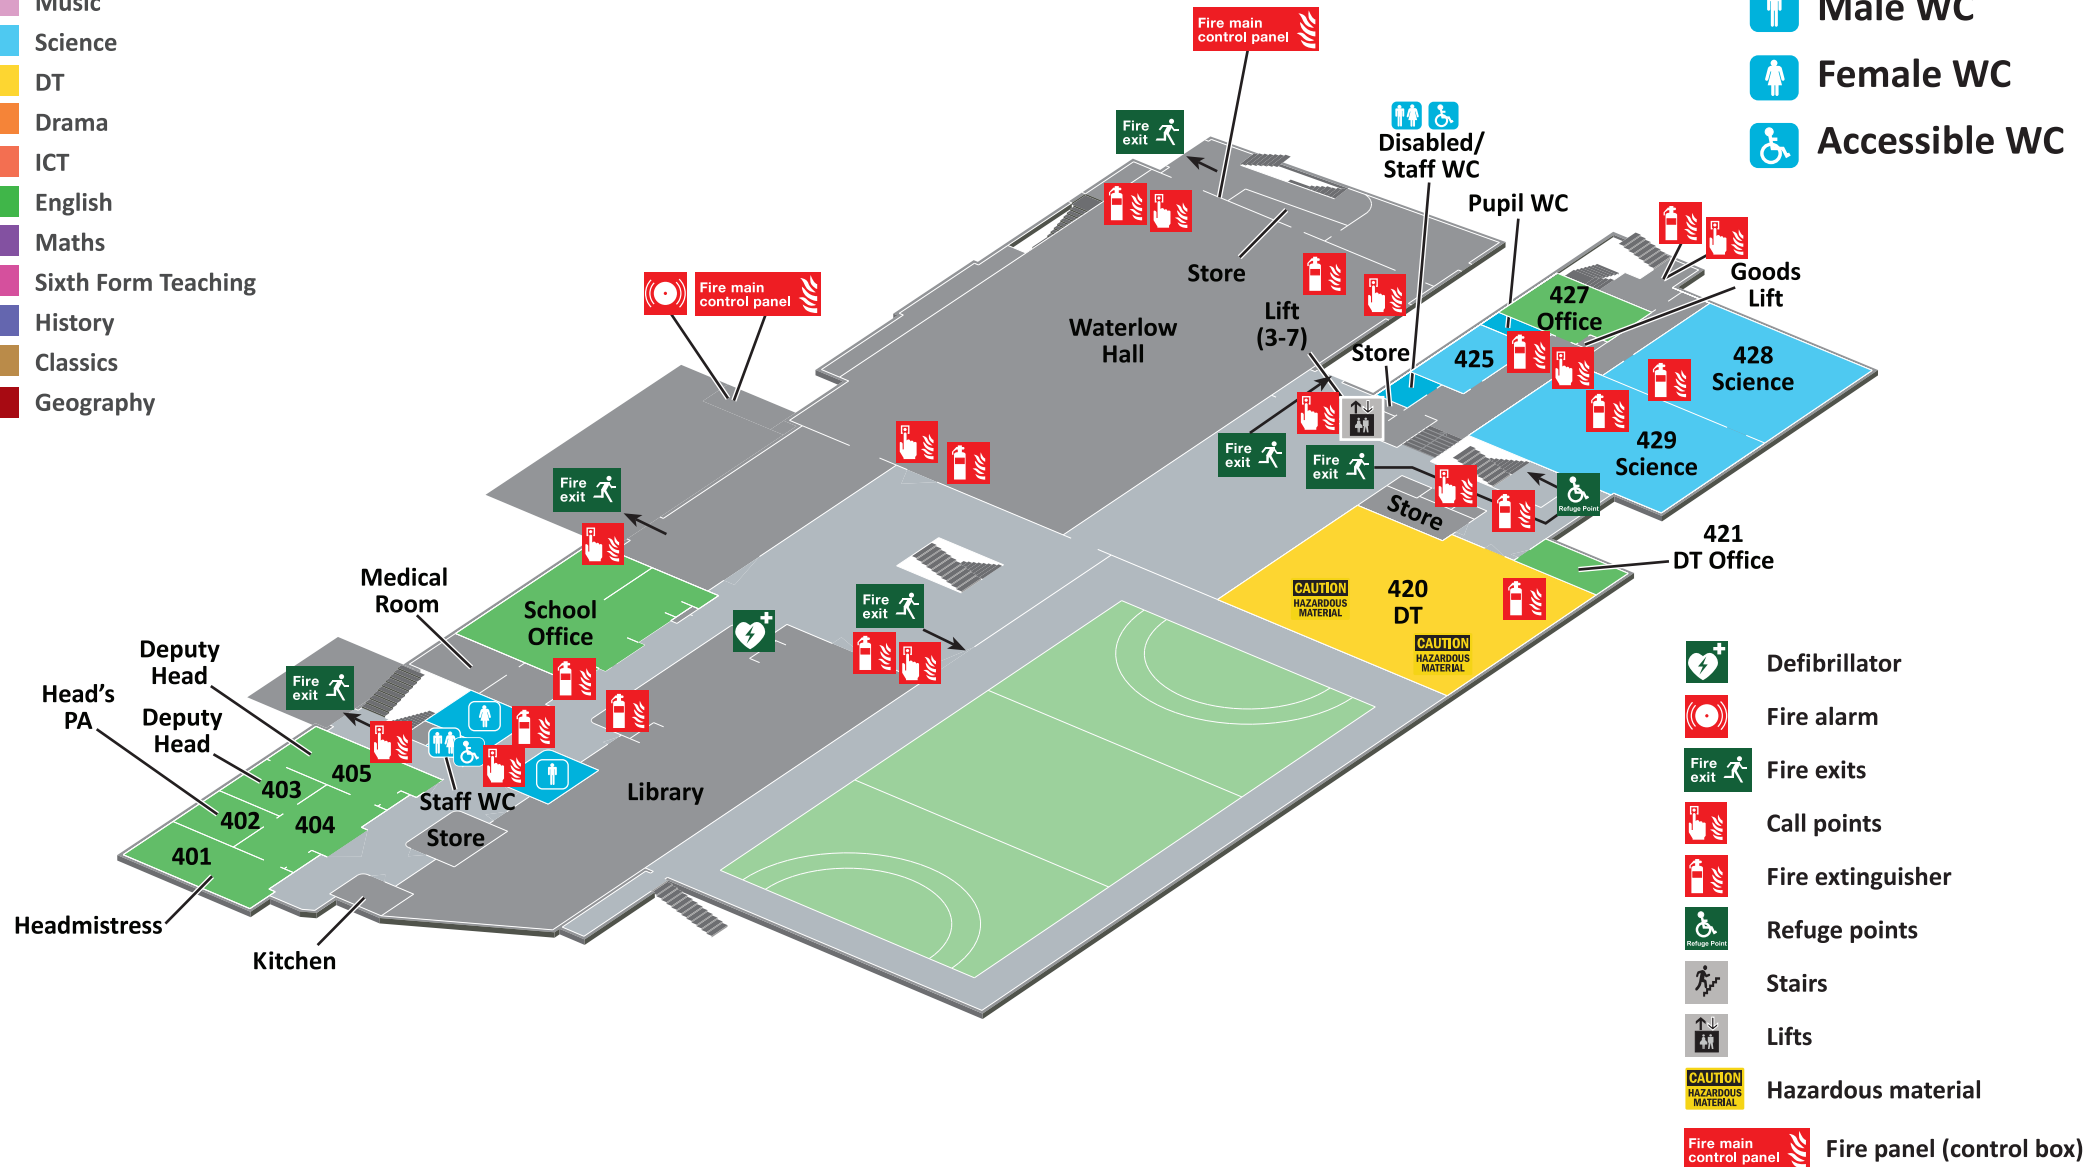 Music
Science
DT
Drama
ICT
English
Maths
Sixth Form Teaching
History
Classics
Geography
Male WC
Female WC
Accessible WC
Fire main
control panel
Fire
exit
Disabled/
Staff WC
Pupil WC
Store
Goods
Lift
Fire main
control panel
Waterlow
Hall
Lift
(3-7)
Store
427
Office
425
428
Science
429
Science
Fire
exit
Fire
exit
Fire
exit
Refuge Point
Store
421
DT Office
CAUTION
HAZARDOUS
MATERIAL
420
DT
CAUTION
HAZARDOUS
MATERIAL
Medical
Room
School
Office
Fire
exit
Deputy
Head
Fire
exit
Head's
PA
Deputy
Head
405
403
402
404
401
Staff WC
Store
Library
Headmistress
Kitchen
Defibrillator
Fire alarm
Fire
exit
Fire exits
Call points
Fire extinguisher
Refuge Point
Refuge points
Stairs
Lifts
CAUTION
HAZARDOUS
MATERIAL
Hazardous material
Fire main
control panel
Fire panel (control box)